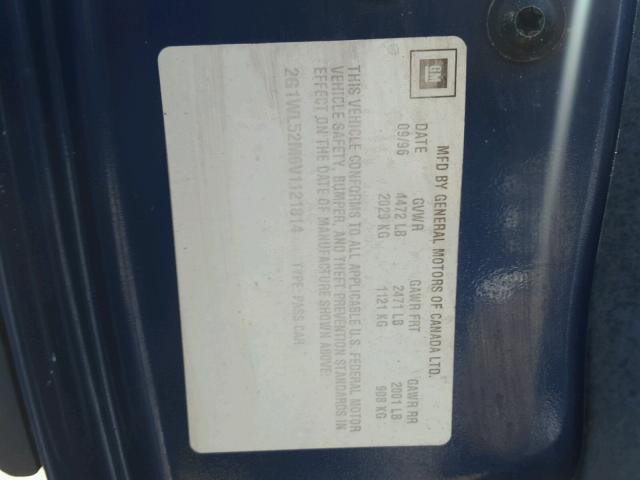 GM
MFD BY GENERAL MOTORS OF CANADA LTD.
DATE GVWR GAWR FRT GAWR RR
09/96 4472 LB 2471 LB 2001 LB
2029 KG 1121 KG 908 KG
THIS VEHICLE CONFORMS TO ALL APPLICABLE U.S. FEDERAL MOTOR
VEHICLE SAFETY, BUMPER, AND THEFT PREVENTION STANDARDS IN
EFFECT ON THE DATE OF MANUFACTURE SHOWN ABOVE.
2G1WL52M6V1121814 TYPE:PASS CAR